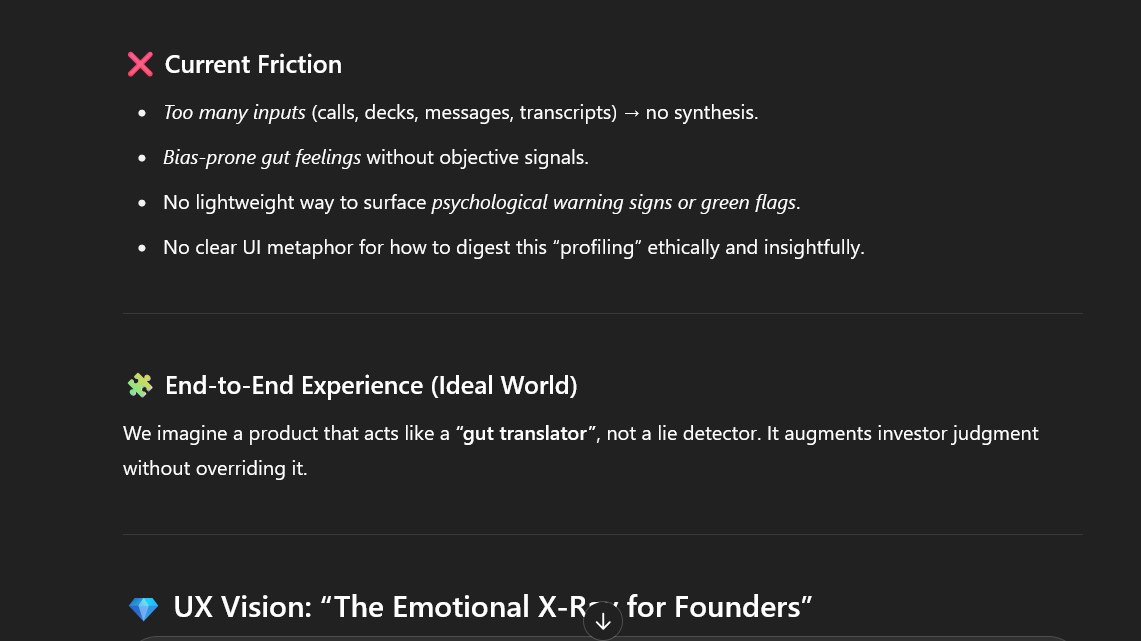 ❌ Current Friction
• Too many inputs (calls, decks, messages, transcripts) → no synthesis.
• Bias-prone gut feelings without objective signals.
• No lightweight way to surface psychological warning signs or green flags.
• No clear UI metaphor for how to digest this “profiling” ethically and insightfully.
🧩 End-to-End Experience (Ideal World)
We imagine a product that acts like a “gut translator”, not a lie detector. It augments investor judgment
without overriding it.
💎 UX Vision: “The Emotional X-Ray for Founders”